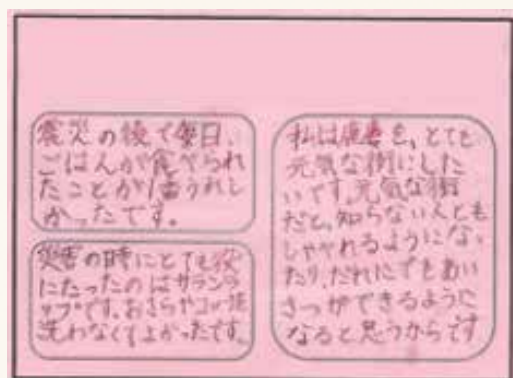 震災の後で毎日、
ごはんが食べられ
たことが1番うれし
かったです。
災害の時にとても役
にたったのはサランラ
ップです。おさらやコップを
洗わなくてよかったです。
私は鹿妻を、とても
元気な街にした
いです。元気な街
だと、知らない人とも
しゃべれるようにな
たり、だれにでもあい
さつができるように
なると思うからです